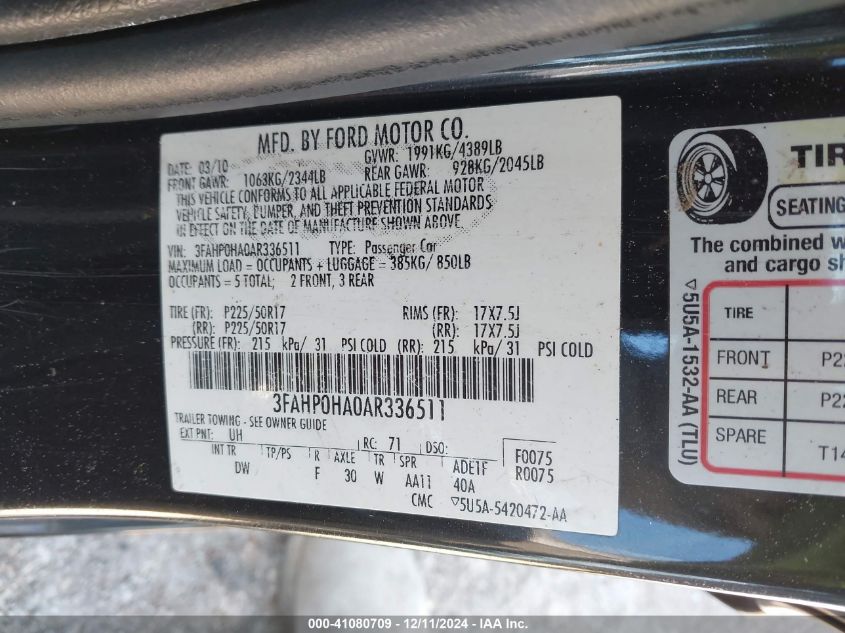 MFD. BY FORD MOTOR CO.
DATE: 03/10 GVWR: 1991KG/4389LB
FRONT GAWR: 1063KG/2344LB REAR GAWR: 928KG/2045LB
THIS VEHICLE CONFORMS TO ALL APPLICABLE FEDERAL MOTOR
VEHICLE SAFETY, BUMPER, AND THEFT PREVENTION STANDARDS
IN EFFECT ON THE DATE OF MANUFACTURE SHOWN ABOVE.
VIN: 3FAHP0HA0AR336511 TYPE: Passenger Car
MAXIMUM LOAD = OCCUPANTS + LUGGAGE = 385KG/ 850LB
OCCUPANTS = 5 TOTAL; 2 FRONT, 3 REAR
TIRE (FR): P225/50R17 RIMS (FR): 17X7.5J
(RR): P225/50R17 (RR): 17X7.5J
PRESSURE (FR): 215 kPa/ 31 PSI COLD (RR): 215 kPa/ 31 PSI COLD
3FAHP0HA0AR336511
TRAILER TOWING - SEE OWNER GUIDE
EXT PNT: UH RC: 71 DSO: F0075
INT TR TP/PS R AXLE TR SPR ADE1F R0075
DW F 30 W AA11 40A
CMC ▽5U5A-5420472-AA
TIR
SEATING
The combined w
and cargo sh
▽5U5A-1532-AA (TLU)
TIRE
FRONT P22
REAR P22
SPARE T14
000-41080709 - 12/11/2024 - IAA Inc.